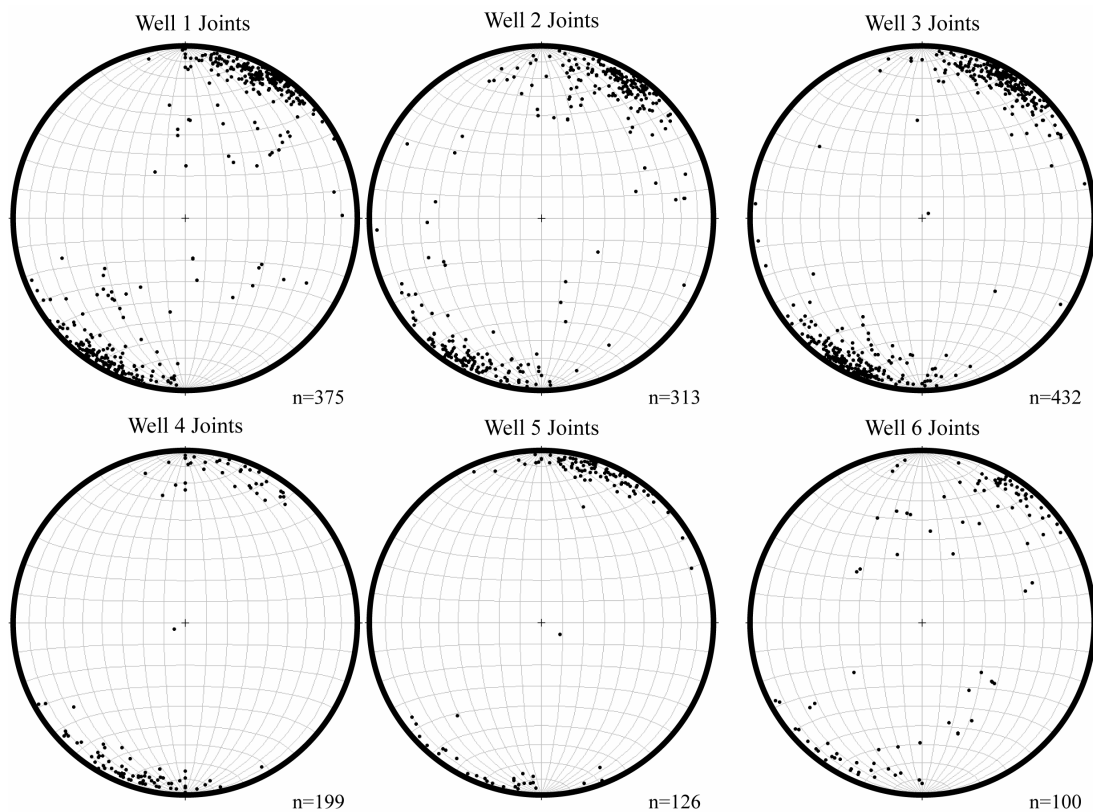 Well 1 Joints
Well 2 Joints
Well 3 Joints
n=375
n=313
n=432
Well 4 Joints
Well 5 Joints
Well 6 Joints
n=199
n=126
n=100